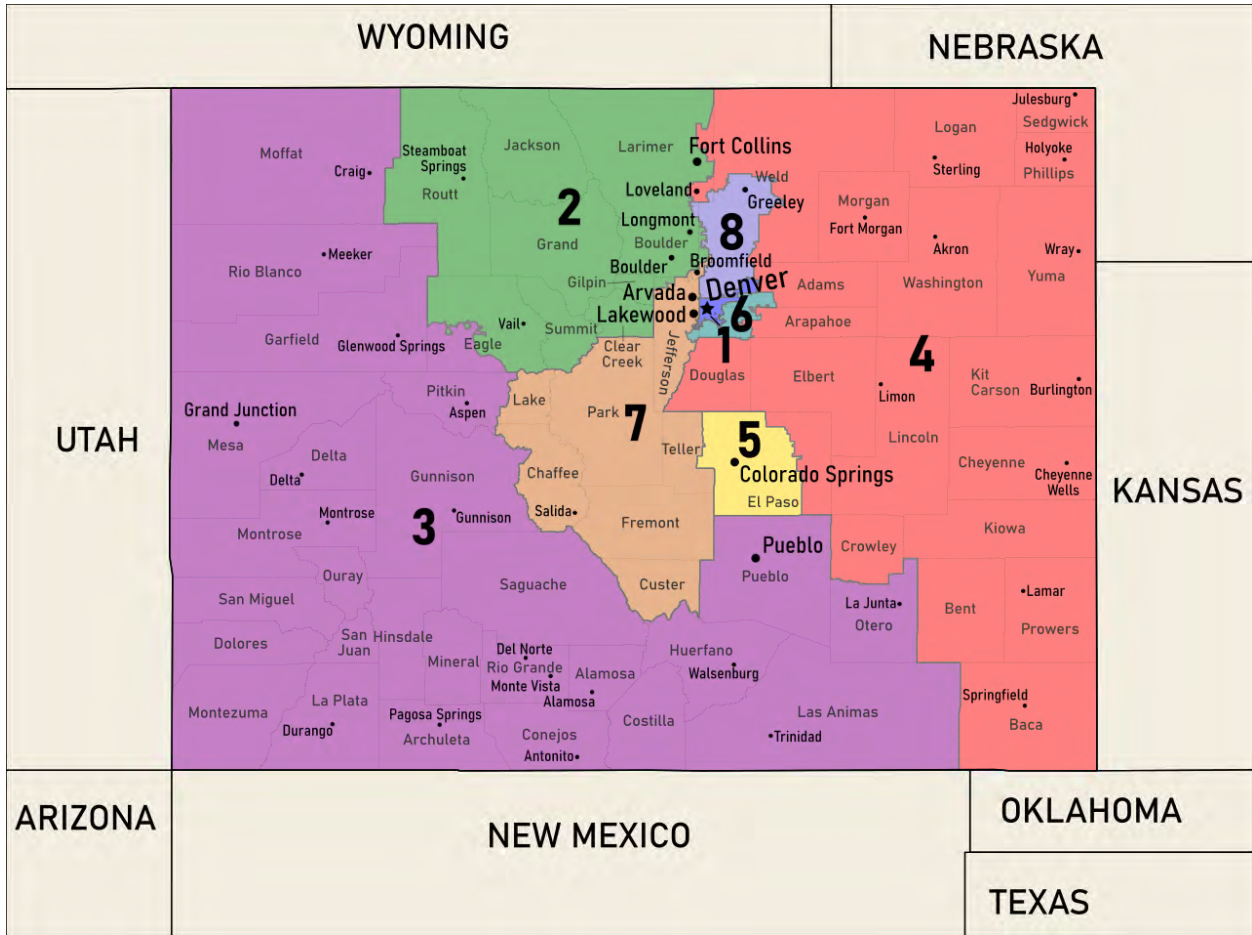 WYOMING
NEBRASKA
Julesburg
Sedgwick
Logan
Moffat
Jackson
Larimer
Steamboat
Springs
Fort Collins
Holyoke
Phillips
Craig
Routt
Sterling
Loveland
Weld
Greeley
Morgan
Fort Morgan
2
Longmont
8
Grand
Boulder
Meeker
Rio Blanco
Boulder
Broomfield
Akron
Wray
Yuma
Gilpin
Denver
Adams
Washington
Arvada
Lakewood
6
Arapahoe
Vail
Summit
Garfield
Glenwood Springs
Eagle
Clear
Creek
Jefferson
1
4
Douglas
Elbert
Kit
Carson
Burlington
Limon
Pitkin
Aspen
Lake
Park
7
Grand Junction
Mesa
UTAH
5
Lincoln
Teller
Delta
Delta
Chaffee
Colorado Springs
Cheyenne
Cheyenne
Wells
KANSAS
Gunnison
El Paso
Salida
Montrose
Gunnison
3
Fremont
Kiowa
Montrose
Crowley
Pueblo
Pueblo
Ouray
Saguache
Custer
San Miguel
La Junta
Otero
Bent
Lamar
Prowers
Dolores
San
Juan
Hinsdale
Mineral
Del Norte
Rio Grande
Monte Vista
Alamosa
Alamosa
Huerfano
Walsenburg
Montezuma
La Plata
Durango
Pagosa Springs
Archuleta
Conejos
Antonito
Costilla
Las Animas
Trinidad
Springfield
Baca
ARIZONA
NEW MEXICO
OKLAHOMA
TEXAS